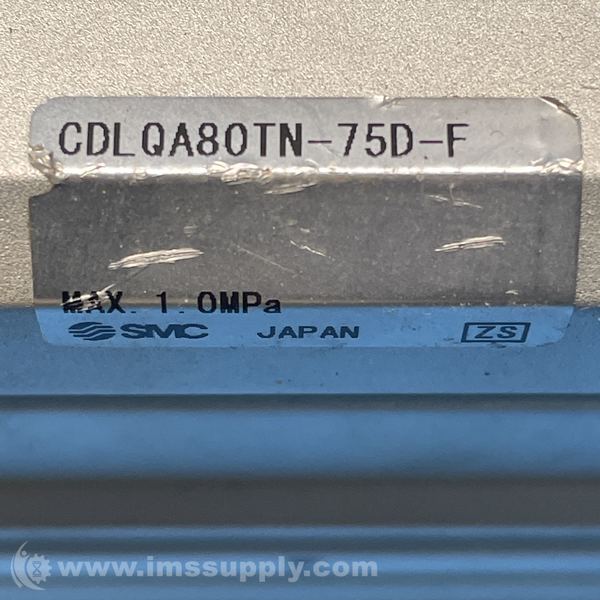 CDLQA80TN-75D-F
MAX. 1.0MPa
SMC JAPAN ZS
www.imssupply.com